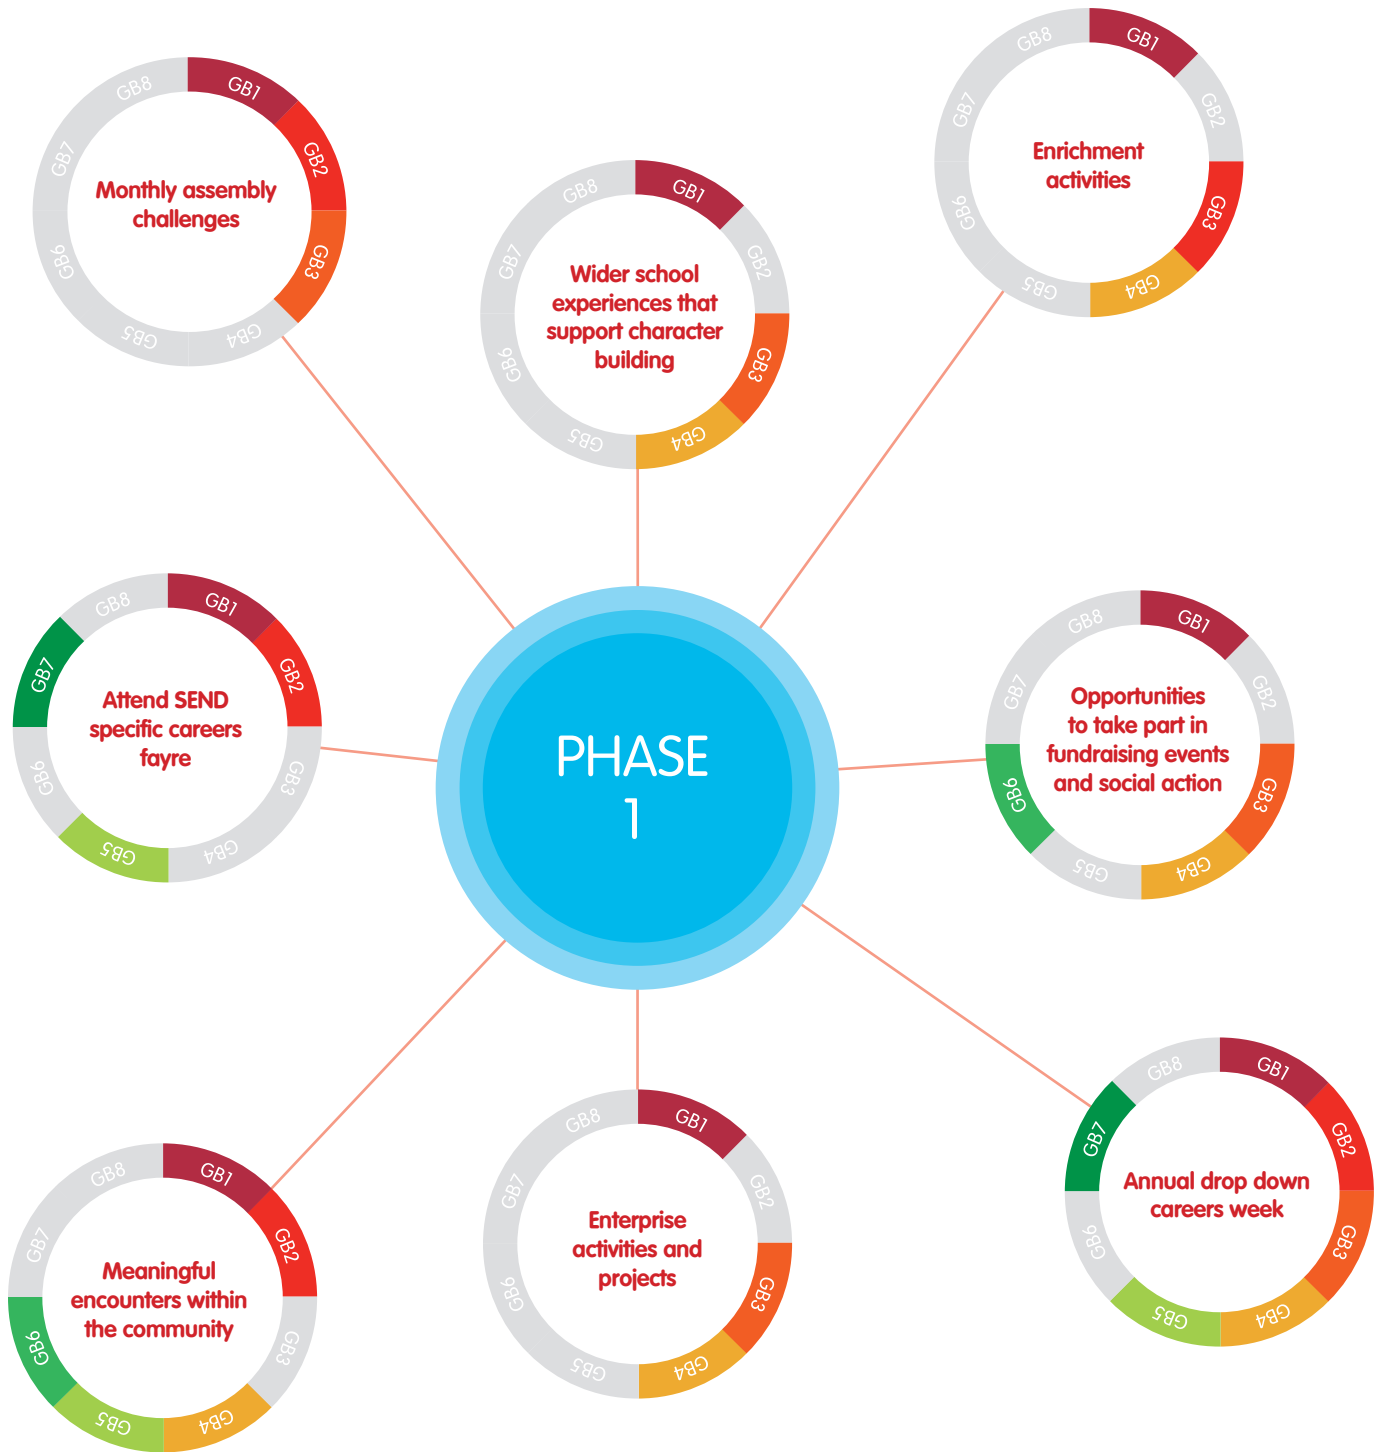 GB1
GB2
GB3
GB4
GB5
GB6
GB7
GB8
Monthly assembly
challenges
GB1
GB2
GB3
GB4
GB5
GB6
GB7
GB8
Wider school
experiences that
support character
building
GB1
GB2
GB3
GB4
GB5
GB6
GB7
GB8
Enrichment
activities
GB1
GB2
GB3
GB4
GB5
GB6
GB7
GB8
Attend SEND
specific careers
fayre
PHASE
1
GB1
GB2
GB3
GB4
GB5
GB6
GB7
GB8
Opportunities
to take part in
fundraising events
and social action
GB1
GB2
GB3
GB4
GB5
GB6
GB7
GB8
Meaningful
encounters within
the community
GB1
GB2
GB3
GB4
GB5
GB6
GB7
GB8
Enterprise
activities and
projects
GB1
GB2
GB3
GB4
GB5
GB6
GB7
GB8
Annual drop down
careers week